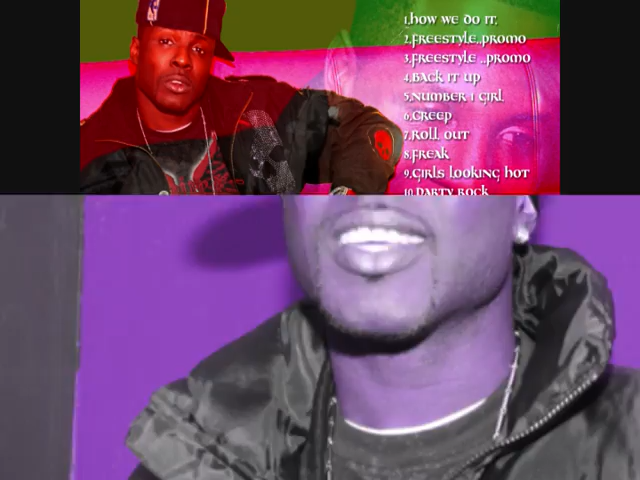 1,how we do it,
2,freestyle,.promo
3,freestyle ..promo
4,back it up
5,number 1 girl
6,creep
7,roll out
8,freak
9,girls looking hot
10 party rock